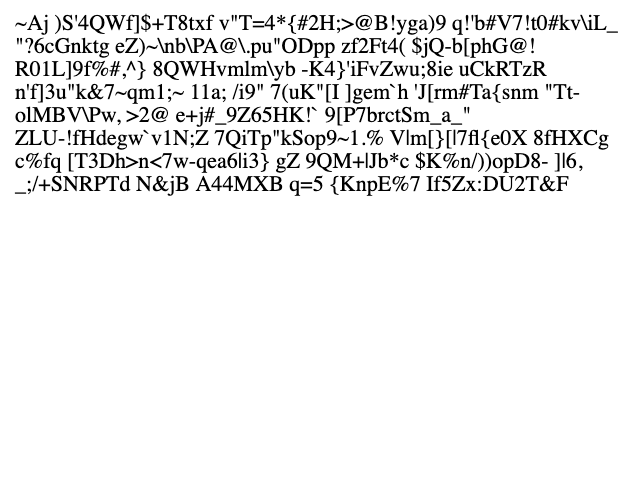 ~Aj )S'4QWf]$+T8txf v"T=4*{#2H;>@B!yga)9 q!'b#V7!t0#kv\iL_
"?6cGnktg eZ)~\nb\PA@\.pu"ODpp zf2Ft4( $jQ-b[phG@!
R01L]9f%#,^} 8QWHvmlm\yb -K4}'iFvZwu;8ie uCkRTzR
n'f]3u"k&7~qm1;~ 11a; /i9" 7(uK"[I ]gem`h 'J[rm#Ta{snm "Tt-
olMBV\Pw, >2@ e+j#_9Z65HK!` 9[P7brctSm_a_"
ZLU-!fHdegw`v1N;Z 7QiTp"kSop9~1.% V|m[}[|7fl{e0X 8fHXCg
c%fq [T3Dh>n<7w-qea6|i3} gZ 9QM+|Jb*c $K%n/))opD8- ]|6,
_;/+SNRPTd N&jB A44MXB q=5 {KnpE%7 If5Zx:DU2T&F